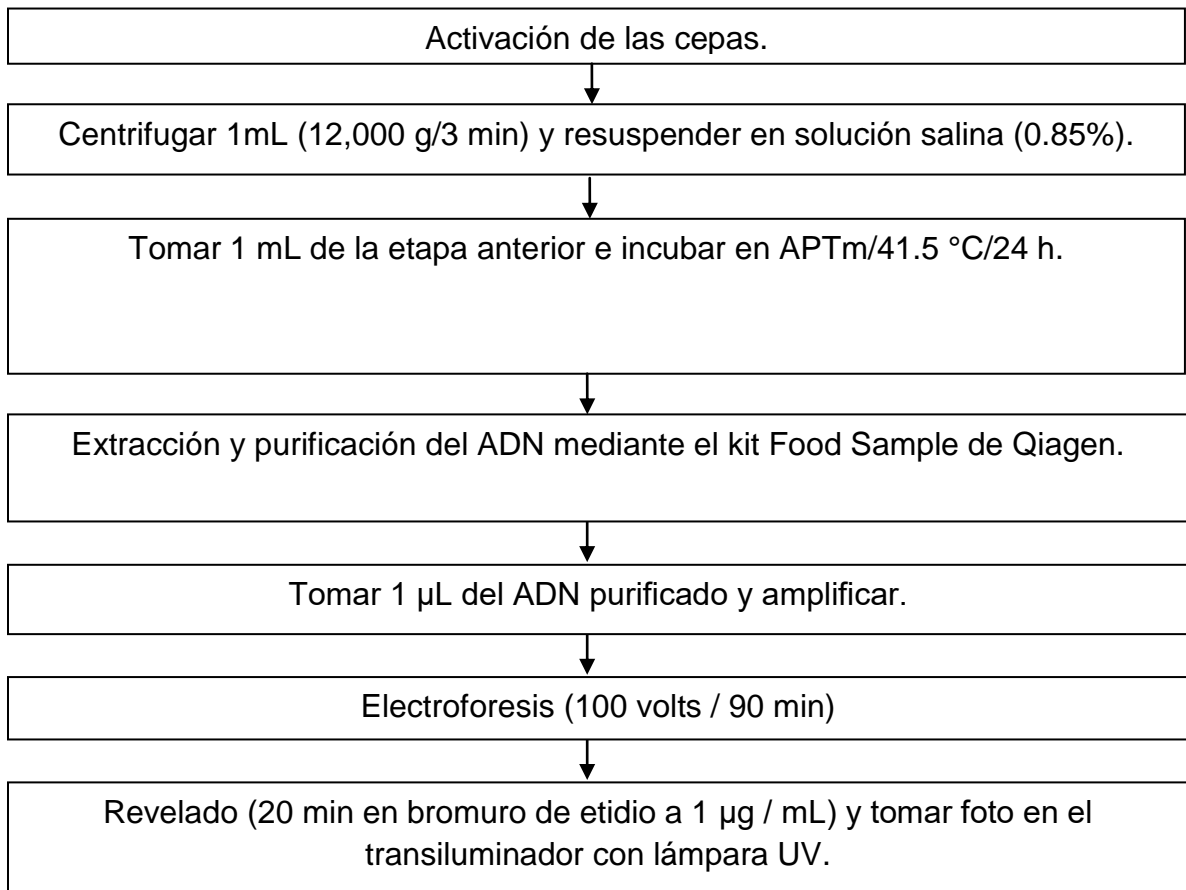 Activación de las cepas.
Centrifugar 1mL (12,000 g/3 min) y resuspender en solución salina (0.85%).
Tomar 1 mL de la etapa anterior e incubar en APTm/41.5 °C/24 h.
Extracción y purificación del ADN mediante el kit Food Sample de Qiagen.
Tomar 1 µL del ADN purificado y amplificar.
Electroforesis (100 volts / 90 min)
Revelado (20 min en bromuro de etidio a 1 µg / mL) y tomar foto en el
transiluminador con lámpara UV.